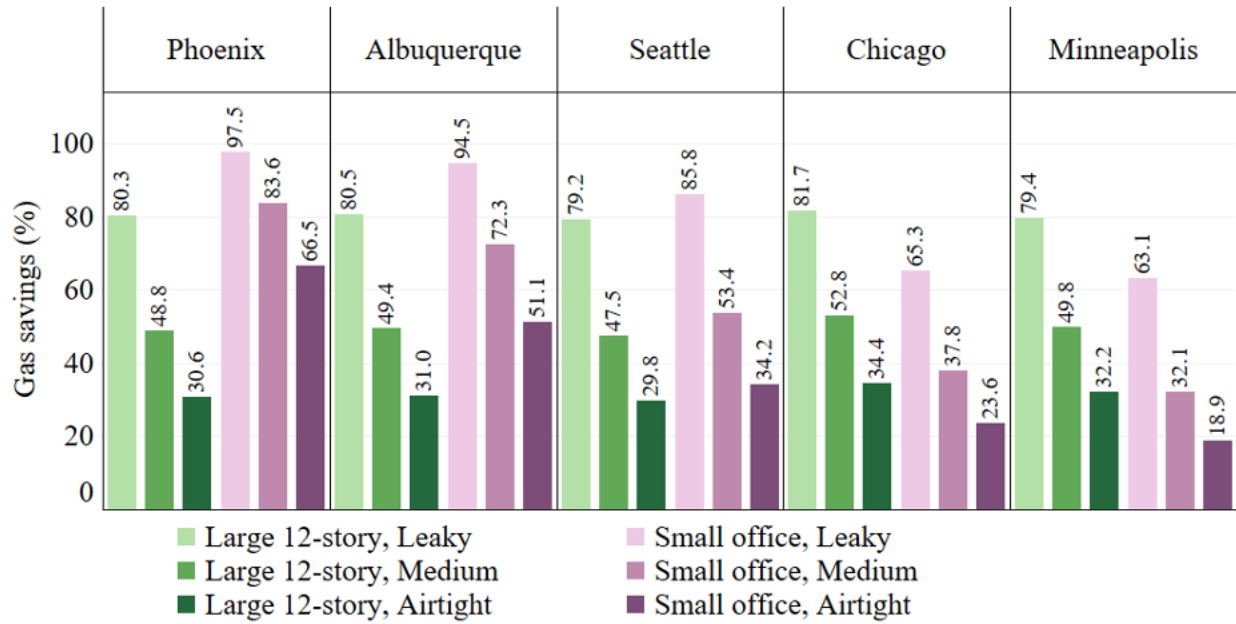 Phoenix Albuquerque Seattle Chicago Minneapolis
Gas savings (%)
100
80
60
40
20
0
80.3 48.8 30.6 97.5 83.6 66.5
80.5 49.4 31.0 94.5 72.3 51.1
79.2 47.5 29.8 85.8 53.4 34.2
81.7 52.8 34.4 65.3 37.8 23.6
79.4 49.8 32.2 63.1 32.1 18.9
Large 12-story, Leaky
Large 12-story, Medium
Large 12-story, Airtight
Small office, Leaky
Small office, Medium
Small office, Airtight